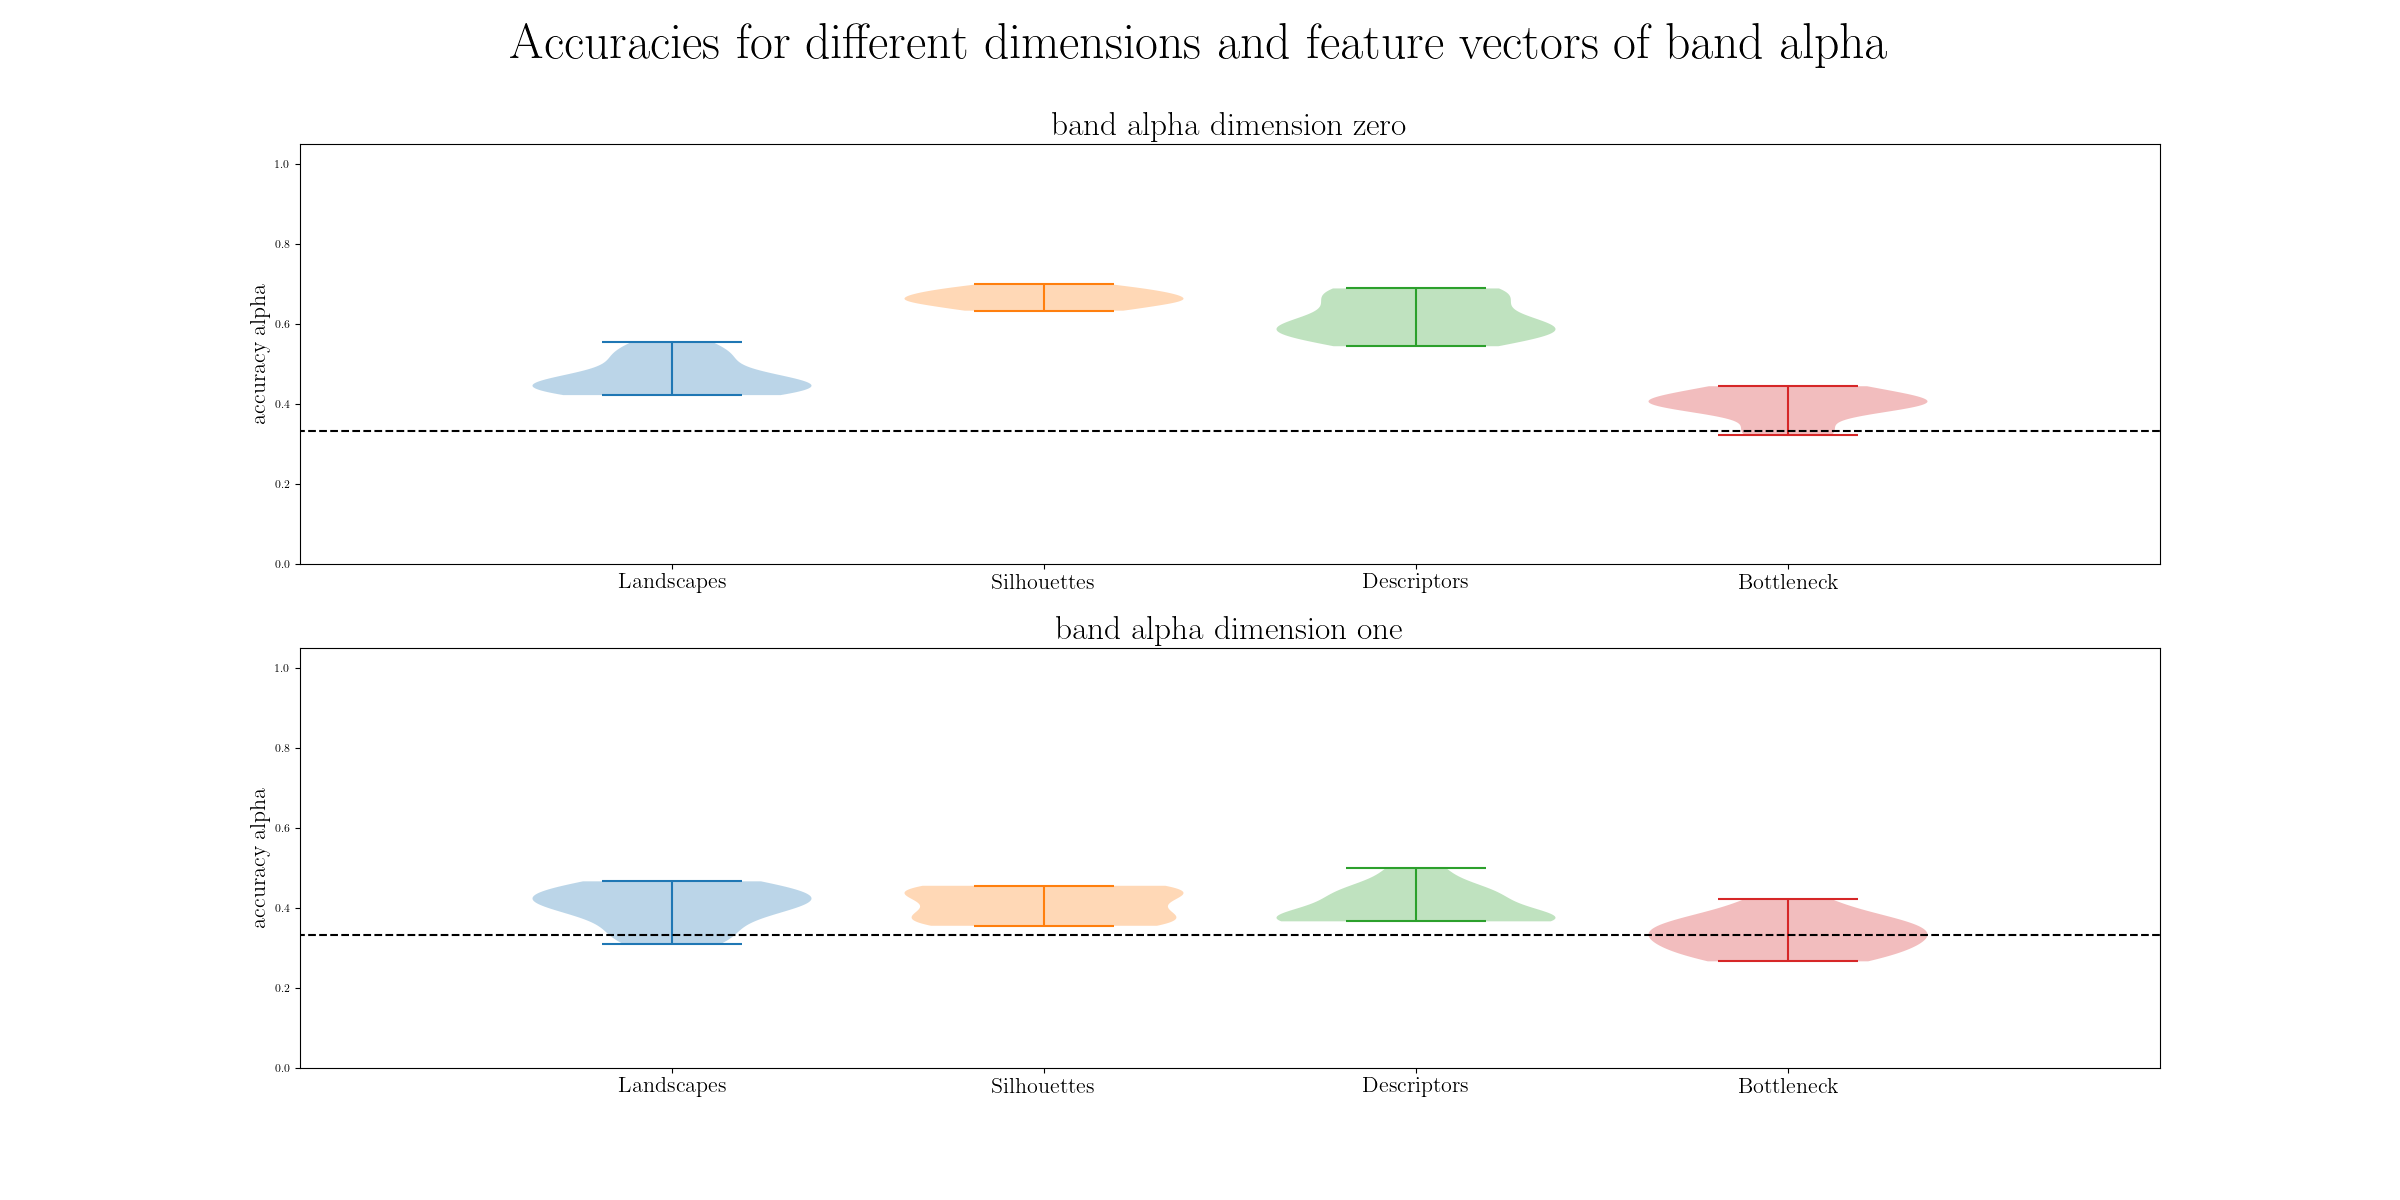 Accuracies for different dimensions and feature vectors of band alpha
band alpha dimension zero
1.0
0.8
0.6
0.4
0.2
0.0
accuracy alpha
Landscapes Silhouettes Descriptors Bottleneck
band alpha dimension one
1.0
0.8
0.6
0.4
0.2
0.0
accuracy alpha
Landscapes Silhouettes Descriptors Bottleneck